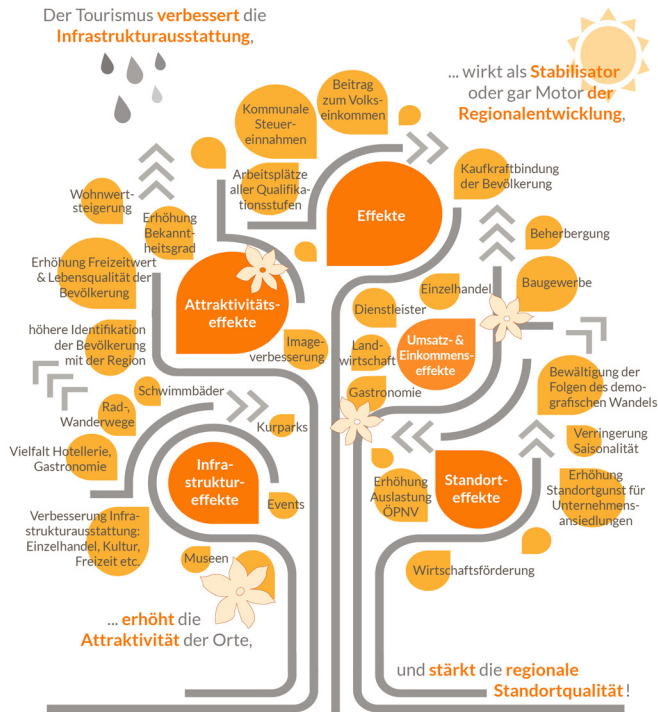 Der Tourismus verbessert die
Infrastrukturausstattung,
... wirkt als Stabilisator
oder gar Motor der
Regionalentwicklung,
Beitrag
zum Volks-
einkommen
Kommunale
Steuer-
einnahmen
Arbeitsplätze
aller Qualifika-
tionsstufen
Effekte
Kaufkraftbindung
der Bevölkerung
Wohnwert-
steigerung
Erhöhung
Bekannt-
heitsgrad
Erhöhung Freizeitwert
& Lebensqualität der
Bevölkerung
Attraktivitäts-
effekte
höhere Identifikation
der Bevölkerung
mit der Region
Image-
verbesserung
Beherbergung
Baugewerbe
Einzelhandel
Dienstleister
Umsatz- &
Einkommens-
effekte
Land-
wirtschaft
Gastronomie
Bewältigung der
Folgen des demo-
grafischen Wandels
Verringerung
Saisonalität
Schwimmbäder
Rad-,
Wanderwege
Kurparks
Vielfalt Hotellerie,
Gastronomie
Infra-
struktur-
effekte
Events
Verbesserung Infra-
strukturausstattung:
Einzelhandel, Kultur,
Freizeit etc.
Museen
Erhöhung
Auslastung
ÖPNV
Standort-
effekte
Erhöhung
Standortgunst für
Unternehmens-
ansiedlungen
Wirtschaftsförderung
... erhöht die
Attraktivität der Orte,
und stärkt die regionale
Standortqualität!